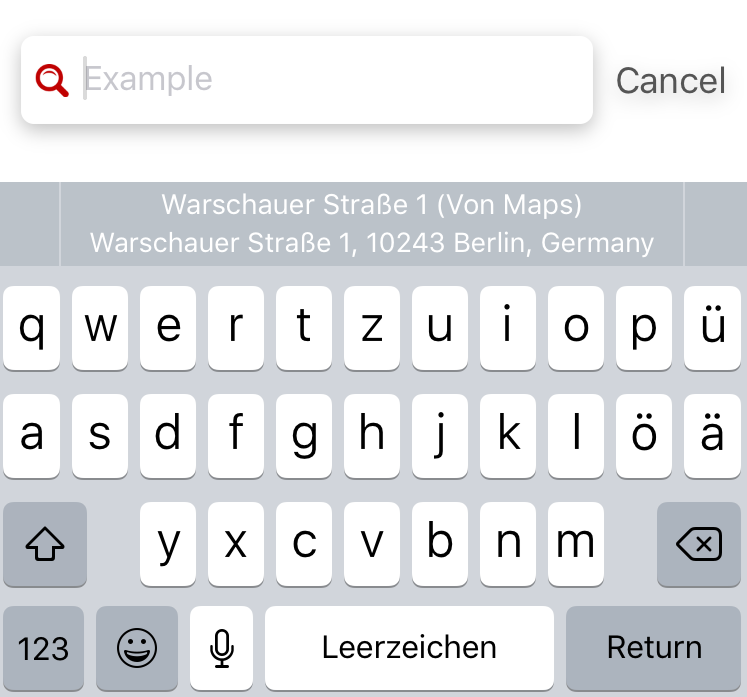 Example
Cancel
Warschauer Straße 1 (Von Maps)
Warschauer Straße 1, 10243 Berlin, Germany
q w e r t z u i o p ü
a s d f g h j k l ö ä
y x c v b n m
123 Leerzeichen Return